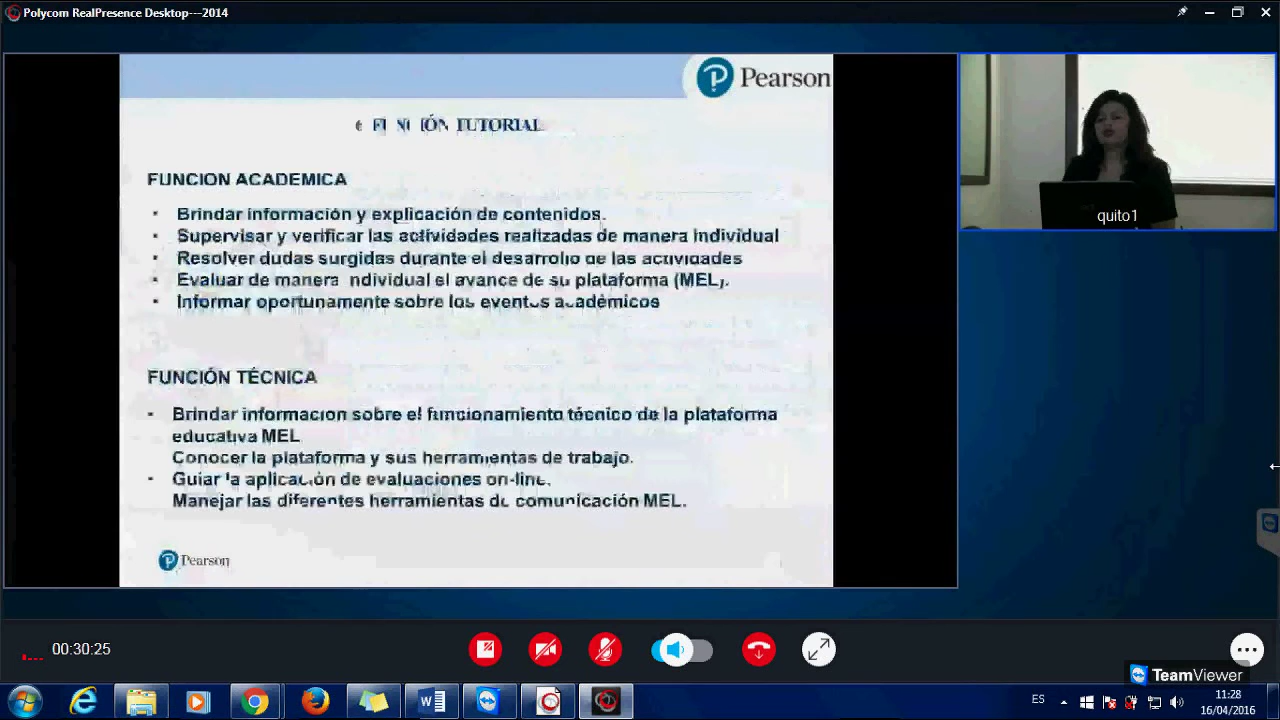 Polycom RealPresence Desktop---2014
Pearson
6 FUNCIÓN TUTORIAL
FUNCION ACADEMICA
· Brindar información y explicación de contenidos.
· Supervisar y verificar las actividades realizadas de manera individual
· Resolver dudas surgidas durante el desarrollo de las actividades
· Evaluar de manera individual el avance de su plataforma (MEL).
· Informar oportunamente sobre los eventos académicos
FUNCIÓN TÉCNICA
- Brindar información sobre el funcionamiento técnico de la plataforma
educativa MEL
Conocer la plataforma y sus herramientas de trabajo.
- Guiar la aplicación de evaluaciones on-line.
Manejar las diferentes herramientas de comunicación MEL.
Pearson
quito1
00:30:25
TeamViewer
ES
11:28
16/04/2016